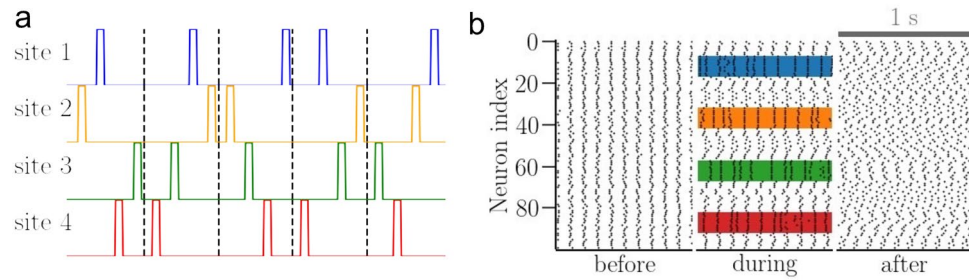 a
site 1
site 2
site 3
site 4
b
1 s
Neuron index
0
20
40
60
80
before
during
after